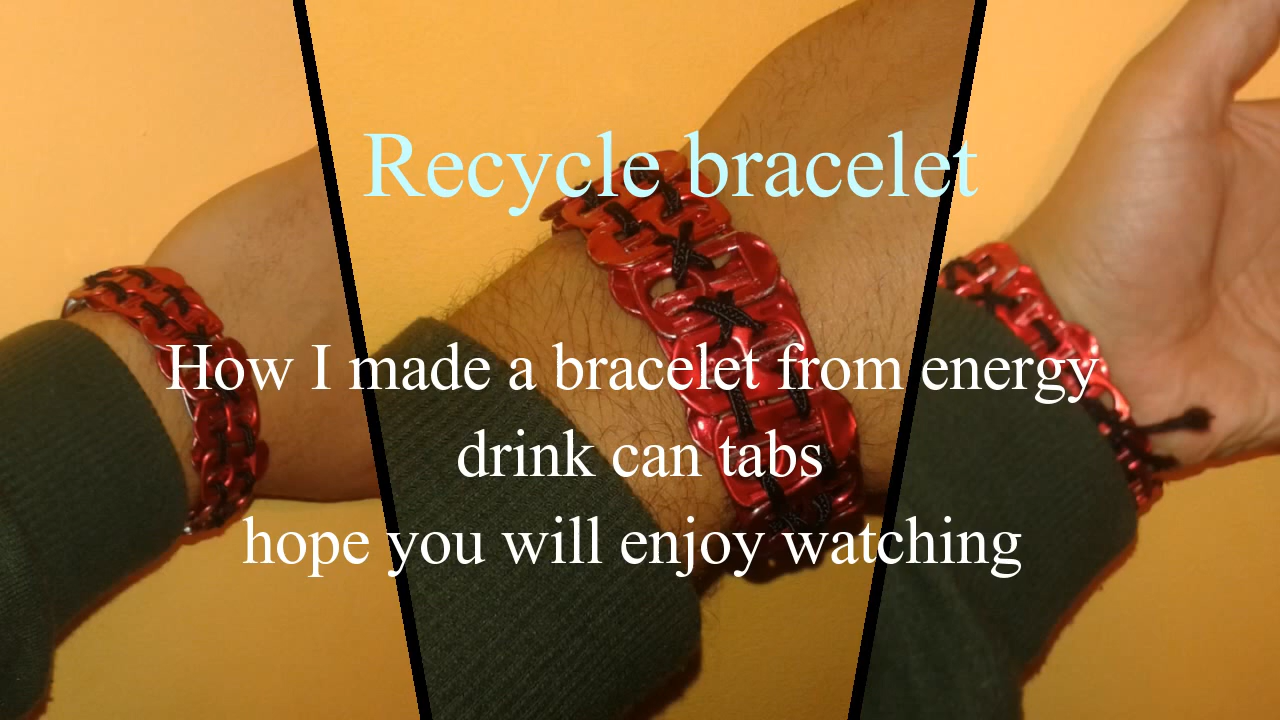 Recycle bracelet
How I made a bracelet from energy
drink can tabs
hope you will enjoy watching